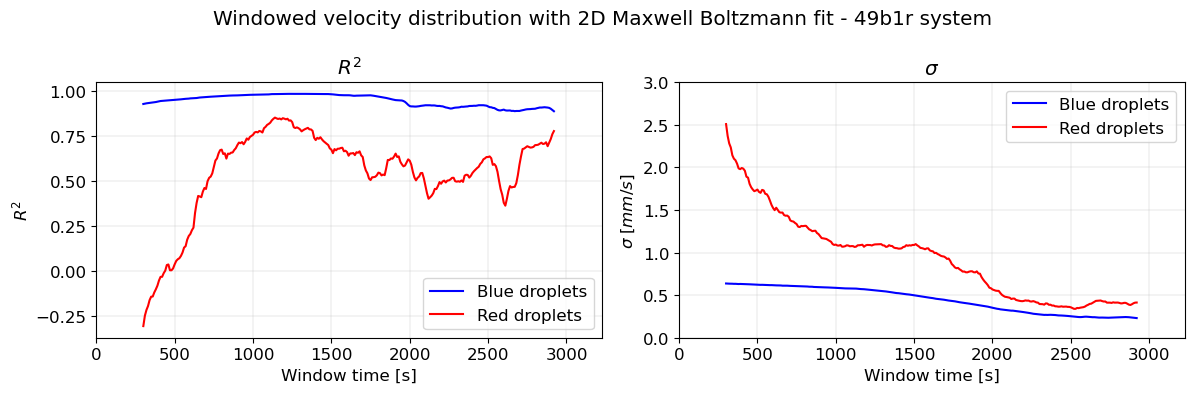 Windowed velocity distribution with 2D Maxwell Boltzmann fit - 49b1r system
R²
1.00
0.75
0.50
0.25
0.00
−0.25
R²
0
500
1000
1500
2000
2500
3000
Window time [s]
Blue droplets
Red droplets
σ
3.0
2.5
2.0
1.5
1.0
0.5
0.0
σ [mm/s]
0
500
1000
1500
2000
2500
3000
Window time [s]
Blue droplets
Red droplets